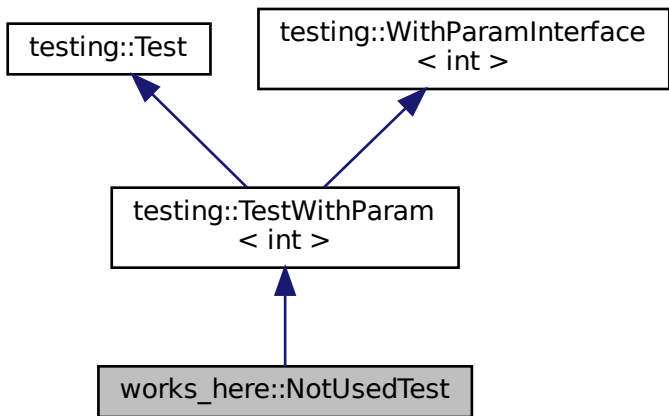 testing::Test
testing::WithParamInterface
< int >
testing::TestWithParam
< int >
works_here::NotUsedTest